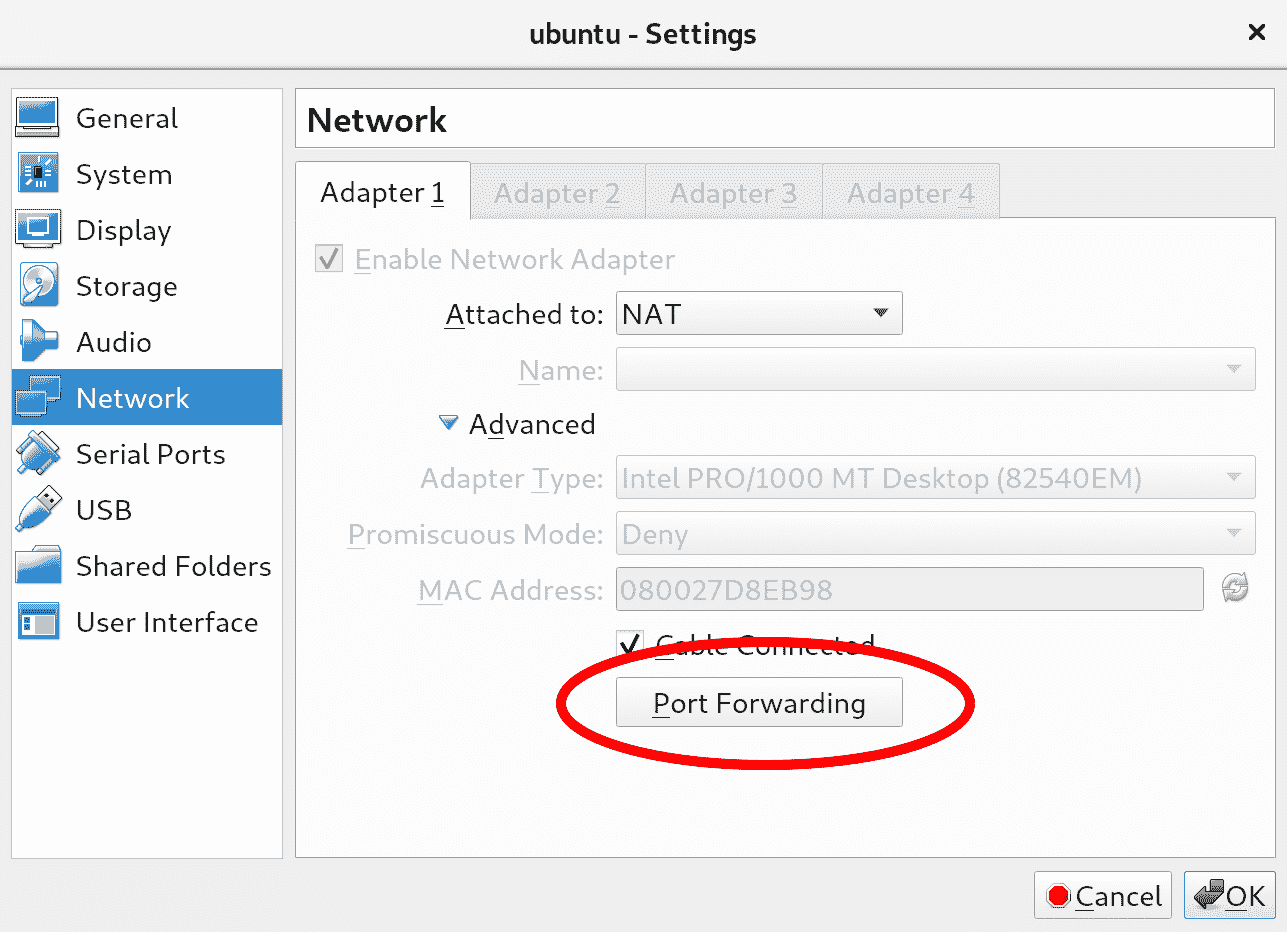 ubuntu - Settings
General
System
Display
Storage
Audio
Network
Serial Ports
USB
Shared Folders
User Interface
Network
Adapter 1 Adapter 2 Adapter 3 Adapter 4
Enable Network Adapter
Attached to: NAT
Name:
Advanced
Adapter Type: Intel PRO/1000 MT Desktop (82540EM)
Promiscuous Mode: Deny
MAC Address: 080027D8EB98
Cable Connected
Port Forwarding
Cancel OK